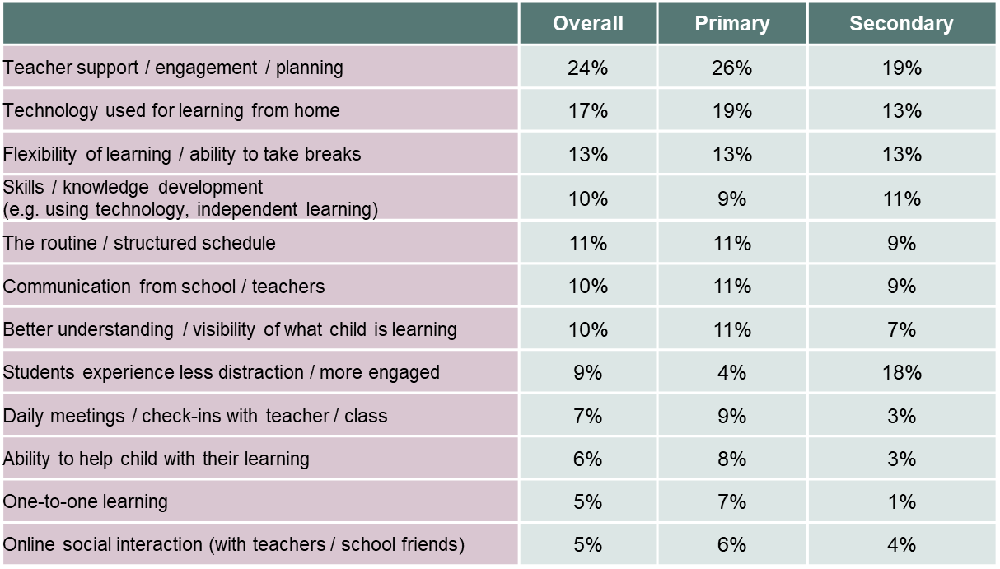 Overall Primary Secondary
Teacher support / engagement / planning 24% 26% 19%
Technology used for learning from home 17% 19% 13%
Flexibility of learning / ability to take breaks 13% 13% 13%
Skills / knowledge development
(e.g. using technology, independent learning) 10% 9% 11%
The routine / structured schedule 11% 11% 9%
Communication from school / teachers 10% 11% 9%
Better understanding / visibility of what child is learning 10% 11% 7%
Students experience less distraction / more engaged 9% 4% 18%
Daily meetings / check-ins with teacher / class 7% 9% 3%
Ability to help child with their learning 6% 8% 3%
One-to-one learning 5% 7% 1%
Online social interaction (with teachers / school friends) 5% 6% 4%